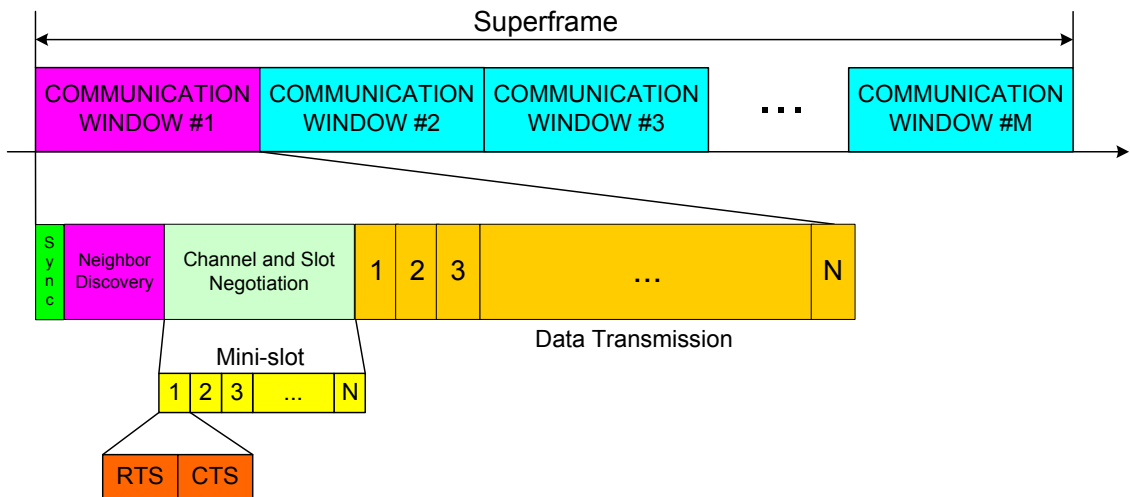 Superframe
COMMUNICATION WINDOW #1
COMMUNICATION WINDOW #2
COMMUNICATION WINDOW #3
...
COMMUNICATION WINDOW #M
Sync
Neighbor Discovery
Channel and Slot Negotiation
1
2
3
...
N
Data Transmission
Mini-slot
1
2
3
...
N
RTS
CTS